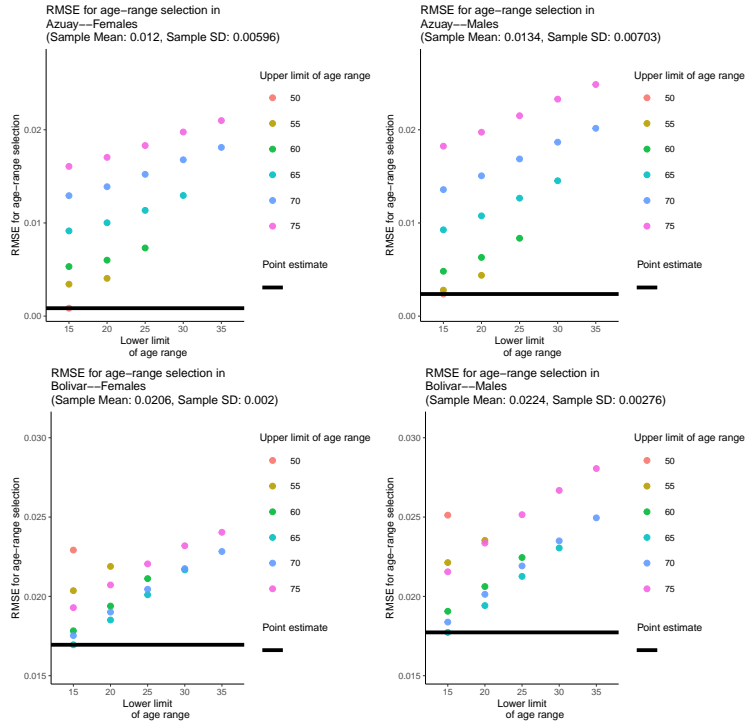 RMSE for age−range selection in
Azuay−−Females
(Sample Mean: 0.012, Sample SD: 0.00596)
RMSE for age−range selection
0.02
0.01
0.00
15 20 25 30 35
Lower limit
of age range
Upper limit of age range
50
55
60
65
70
75
Point estimate
RMSE for age−range selection in
Azuay−−Males
(Sample Mean: 0.0134, Sample SD: 0.00703)
RMSE for age−range selection
0.02
0.01
0.00
15 20 25 30 35
Lower limit
of age range
Upper limit of age range
50
55
60
65
70
75
Point estimate
RMSE for age−range selection in
Bolivar−−Females
(Sample Mean: 0.0206, Sample SD: 0.002)
RMSE for age−range selection
0.030
0.025
0.020
0.015
15 20 25 30 35
Lower limit
of age range
Upper limit of age range
50
55
60
65
70
75
Point estimate
RMSE for age−range selection in
Bolivar−−Males
(Sample Mean: 0.0224, Sample SD: 0.00276)
RMSE for age−range selection
0.030
0.025
0.020
0.015
15 20 25 30 35
Lower limit
of age range
Upper limit of age range
50
55
60
65
70
75
Point estimate